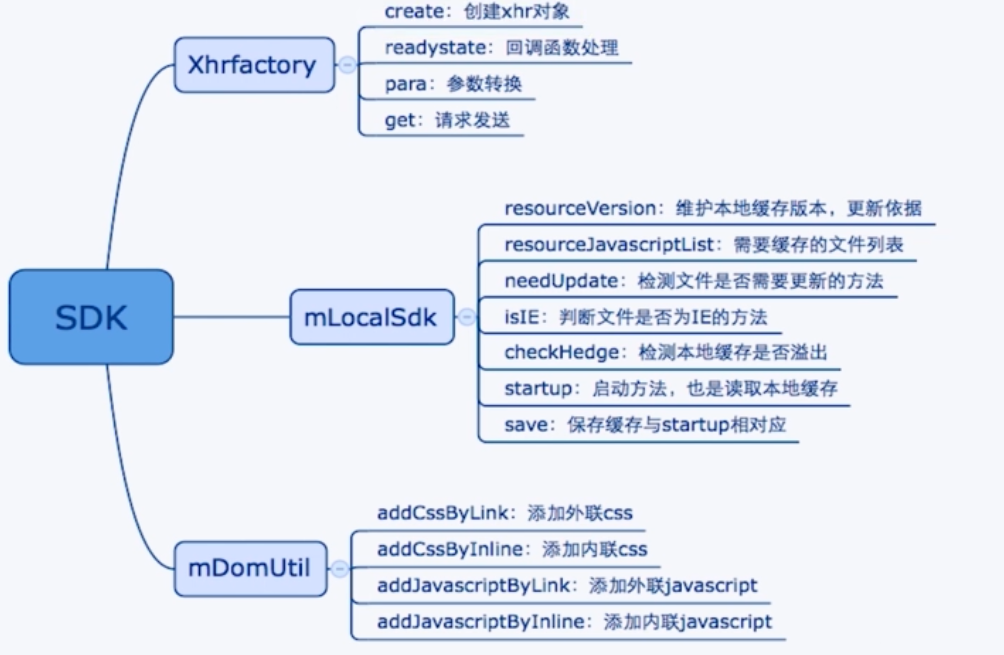 SDK
Xhrfactory
create：创建xhr对象
readystate：回调函数处理
para：参数转换
get：请求发送
mLocalSdk
resourceVersion：维护本地缓存版本，更新依据
resourceJavascriptList：需要缓存的文件列表
needUpdate：检测文件是否需要更新的方法
isIE：判断文件是否为IE的方法
checkHedge：检测本地缓存是否溢出
startup：启动方法，也是读取本地缓存
save：保存缓存与startup相对应
mDomUtil
addCssByLink：添加外联css
addCssByInline：添加内联css
addJavascriptByLink：添加外联javascript
addJavascriptByInline：添加内联javascript